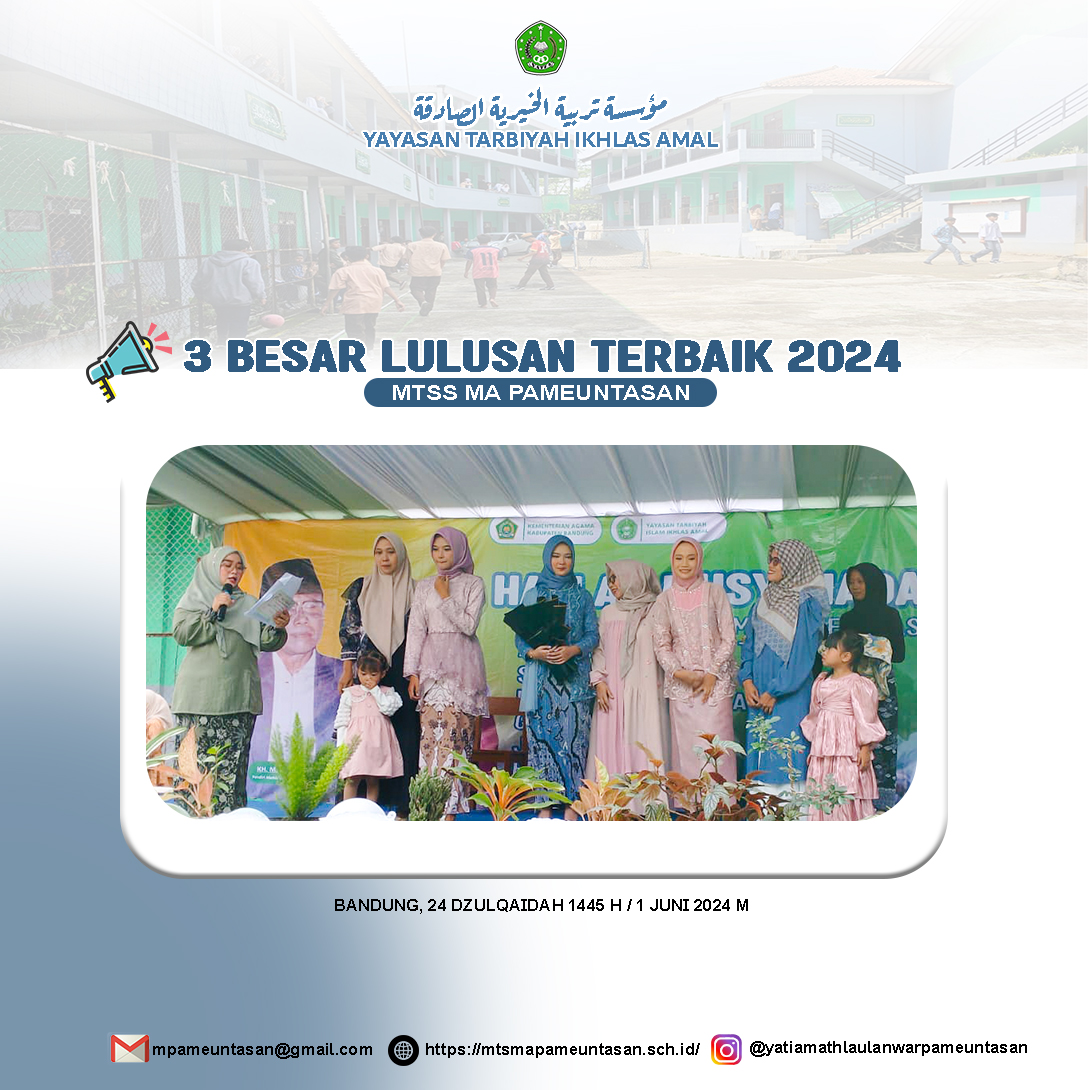 مؤسسة تربية الخيرية الصادقة
YAYASAN TARBIYAH IKHLAS AMAL
3 BESAR LULUSAN TERBAIK 2024
MTSS MA PAMEUNTASAN
KEMENTERIAN AGAMA
KABUPATEN BANDUNG
YAYASAN TARBIYAH
ISLAM IKHLAS AMAL
BANDUNG, 24 DZULQAIDAH 1445 H / 1 JUNI 2024 M
mpameuntasan@gmail.com
https://mtsmapameuntasan.sch.id/
@yatiamathlaulanwarpameuntasan